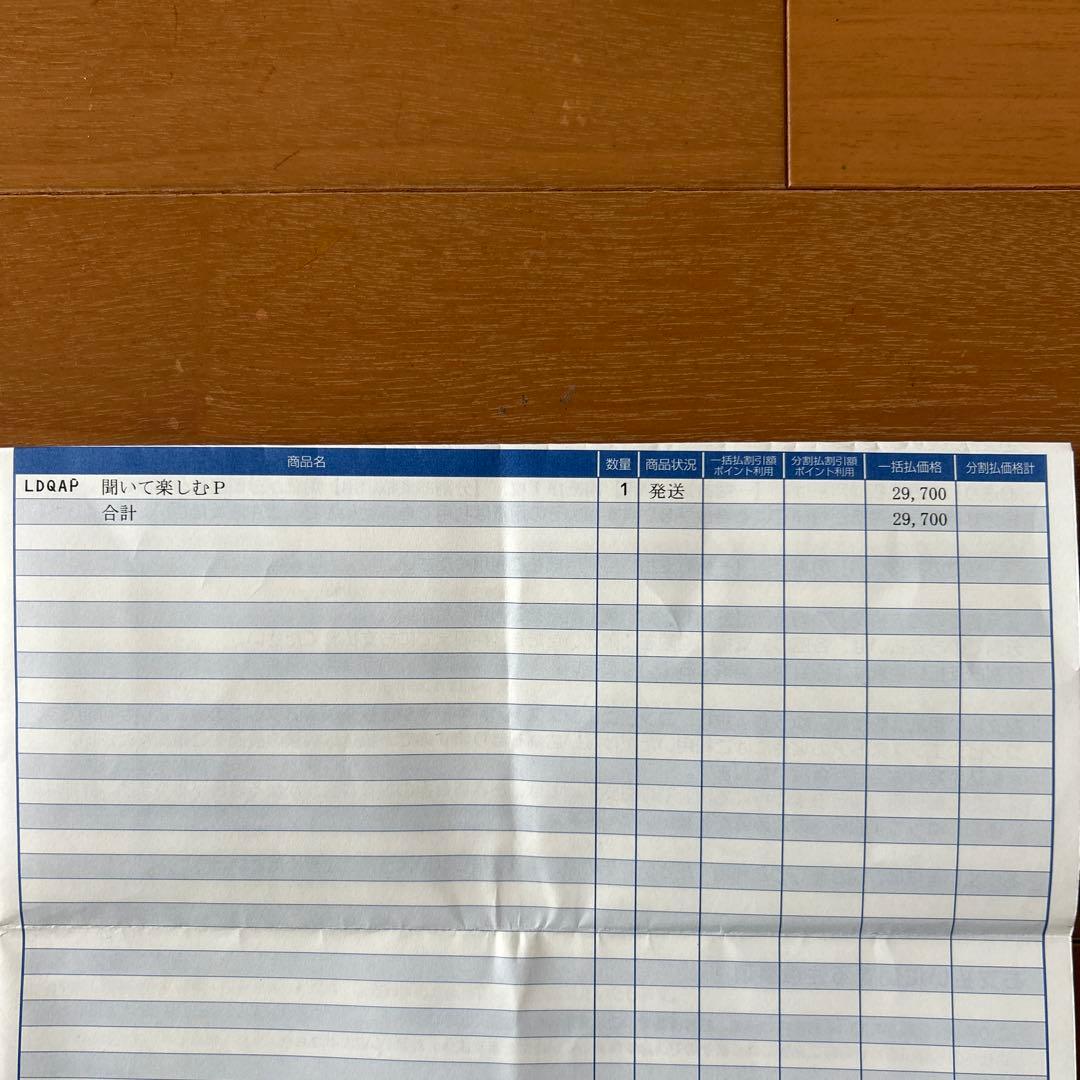 商品名 数量 商品状況 一括払割引額 ポイント利用 分割払割引額 ポイント利用 一括払価格 分割払価格計
LDQAP 聞いて楽しむP 1 発送 29,700
合計 29,700